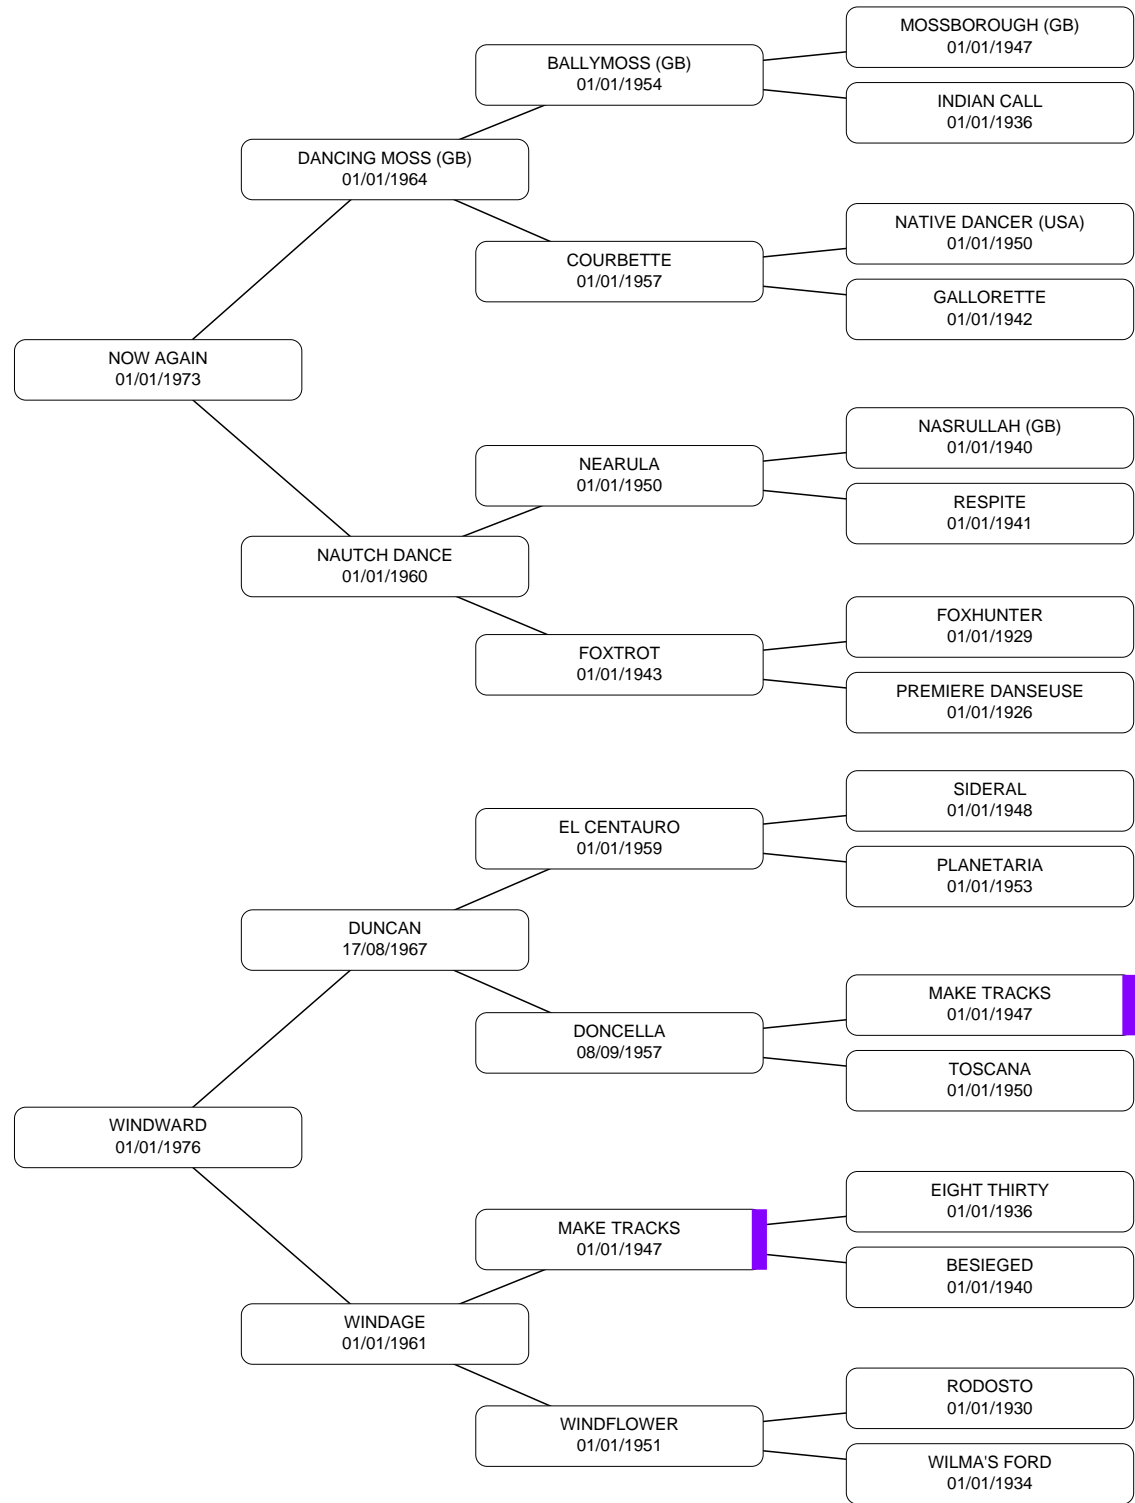 MOSSBOROUGH (GB)
01/01/1947
BALLYMOSS (GB)
01/01/1954
INDIAN CALL
01/01/1936
DANCING MOSS (GB)
01/01/1964
NATIVE DANCER (USA)
01/01/1950
COURBETTE
01/01/1957
GALLORETTE
01/01/1942
NOW AGAIN
01/01/1973
NASRULLAH (GB)
01/01/1940
NEARULA
01/01/1950
RESPITE
01/01/1941
NAUTCH DANCE
01/01/1960
FOXHUNTER
01/01/1929
FOXTROT
01/01/1943
PREMIERE DANSEUSE
01/01/1926
SIDERAL
01/01/1948
EL CENTAURO
01/01/1959
PLANETARIA
01/01/1953
DUNCAN
17/08/1967
MAKE TRACKS
01/01/1947
DONCELLA
08/09/1957
TOSCANA
01/01/1950
WINDWARD
01/01/1976
EIGHT THIRTY
01/01/1936
MAKE TRACKS
01/01/1947
BESIEGED
01/01/1940
WINDAGE
01/01/1961
RODOSTO
01/01/1930
WINDFLOWER
01/01/1951
WILMA'S FORD
01/01/1934